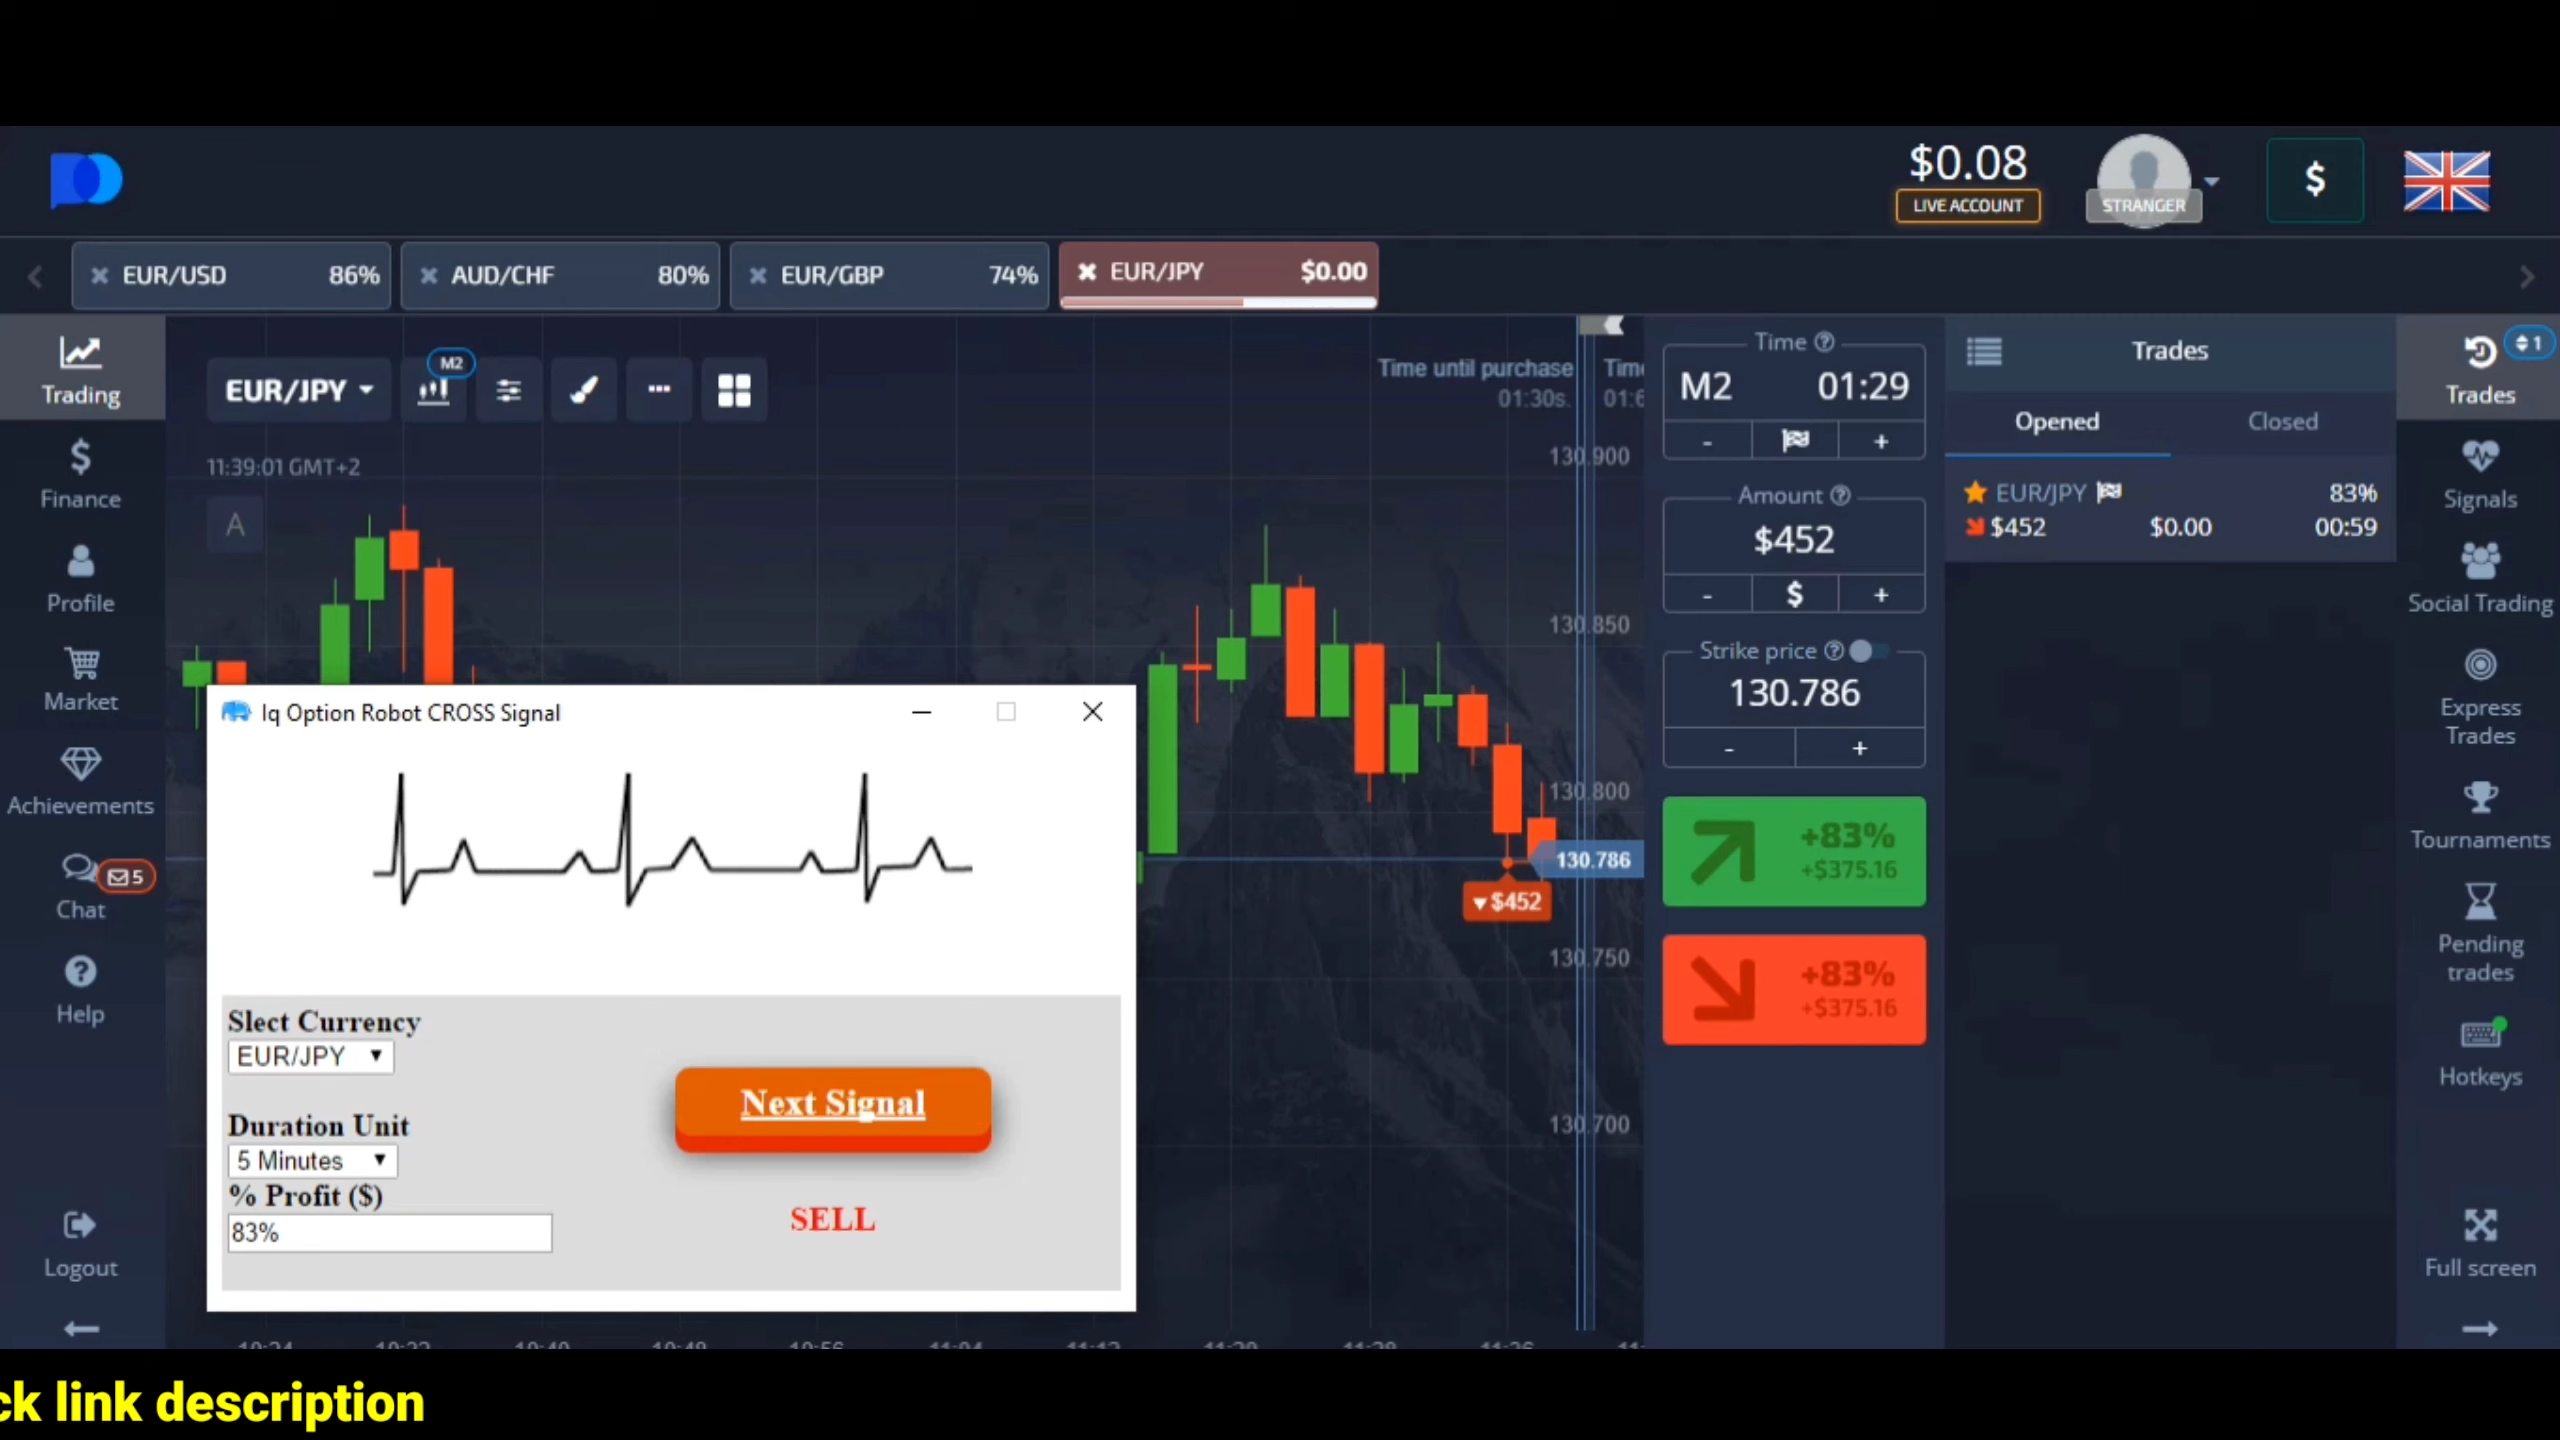 $0.08
LIVE ACCOUNT
STRANGER
$
EUR/USD 86%
AUD/CHF 80%
EUR/GBP 74%
EUR/JPY $0.00
Trading
Finance
Profile
Market
Achievements
5
Chat
Help
Logout
EUR/JPY
M2
11:39:01 GMT+2
A
Time until purchase
01:30s.
130.900
130.850
130.800
130.786
130.750
130.700
$452
Time
M2 01:29
- +
Amount
$452
- $ +
Strike price
130.786
- +
+83%
+$375.16
+83%
+$375.16
Trades
Opened Closed
EUR/JPY 83%
$452 $0.00 00:59
1
Trades
Signals
Social Trading
Express
Trades
Tournaments
Pending
trades
Hotkeys
Full screen
Iq Option Robot CROSS Signal
Slect Currency
EUR/JPY
Duration Unit
5 Minutes
% Profit ($)
83%
Next Signal
SELL
ck link description